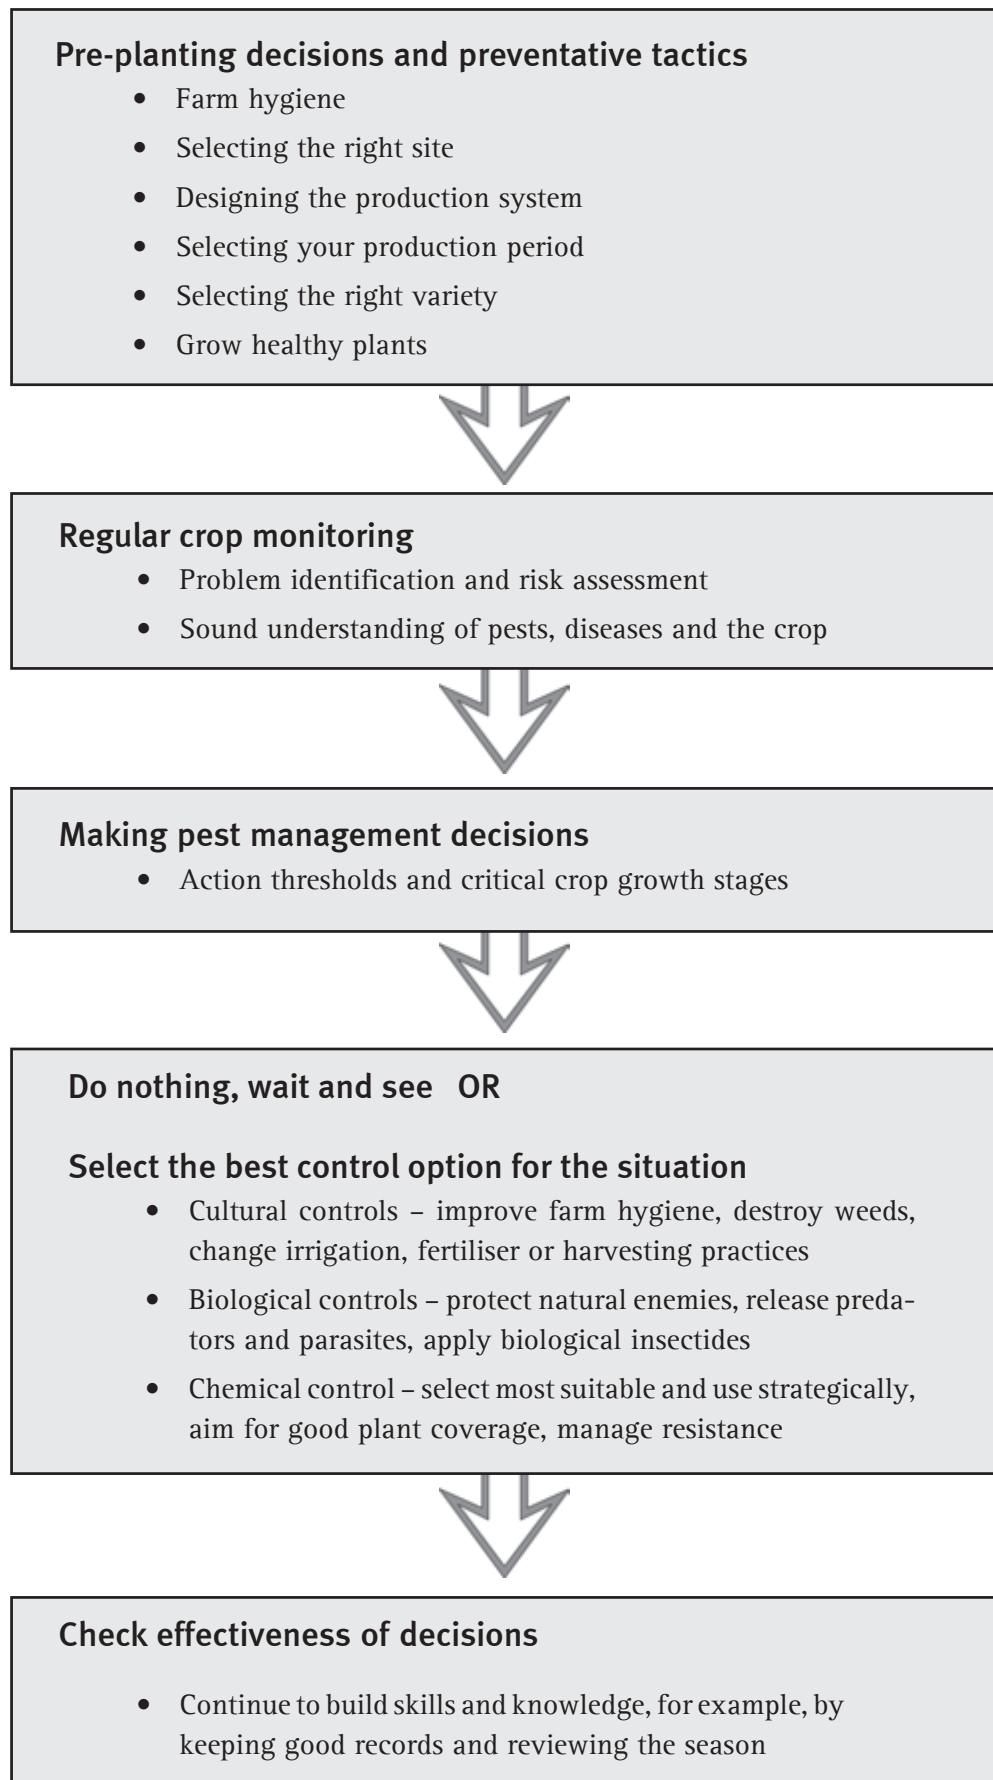 Pre-planting decisions and preventative tactics
• Farm hygiene
• Selecting the right site
• Designing the production system
• Selecting your production period
• Selecting the right variety
• Grow healthy plants
Regular crop monitoring
• Problem identification and risk assessment
• Sound understanding of pests, diseases and the crop
Making pest management decisions
• Action thresholds and critical crop growth stages
Do nothing, wait and see OR
Select the best control option for the situation
• Cultural controls – improve farm hygiene, destroy weeds,
change irrigation, fertiliser or harvesting practices
• Biological controls – protect natural enemies, release preda-
tors and parasites, apply biological insectides
• Chemical control – select most suitable and use strategically,
aim for good plant coverage, manage resistance
Check effectiveness of decisions
• Continue to build skills and knowledge, for example, by
keeping good records and reviewing the season